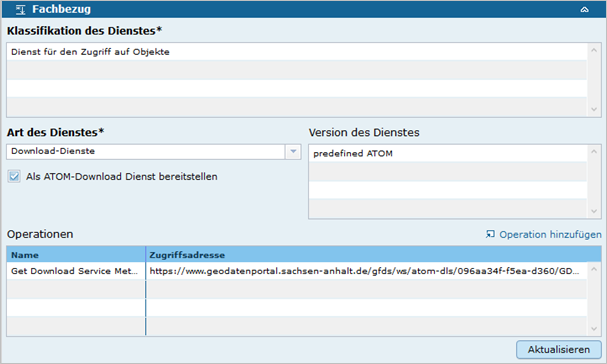 Fachbezug
Klassifikation des Dienstes*
Dienst für den Zugriff auf Objekte
Art des Dienstes*
Download-Dienste
Als ATOM-Download Dienst bereitstellen
Version des Dienstes
predefined ATOM
Operationen
Operation hinzufügen
Name Zugriffsadresse
Get Download Service Met... https://www.geodatenportal.sachsen-anhalt.de/gfds/ws/atom-dls/096aa34f-f5ea-d360/GD...
Aktualisieren